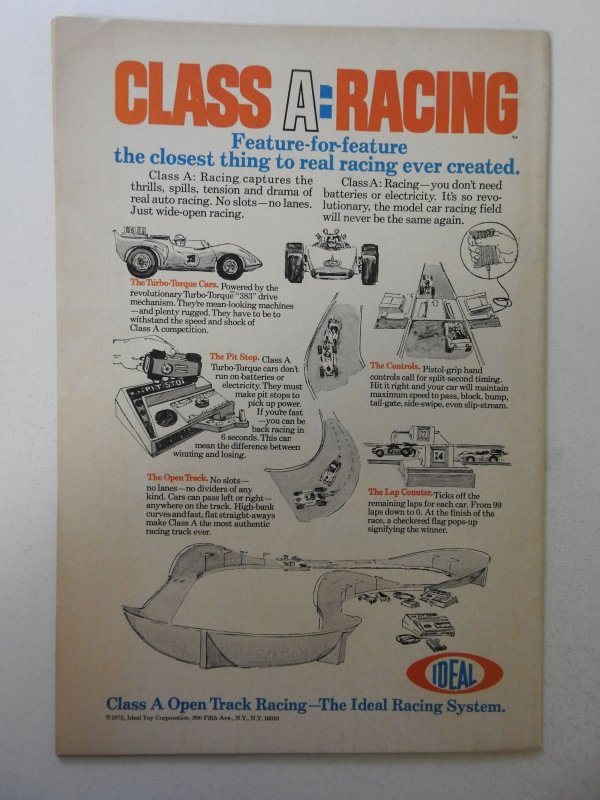 CLASS A:RACING
™
Feature-for-feature
the closest thing to real racing ever created.
Class A: Racing captures the
thrills, spills, tension and drama of
real auto racing. No slots—no lanes.
Just wide-open racing.
Class A: Racing—you don't need
batteries or electricity. It's so revo-
lutionary, the model car racing field
will never be the same again.
The Turbo-Torque Cars. Powered by the
revolutionary Turbo-Torque "383" drive
mechanism. They're mean-looking machines
—and plenty rugged. They have to be to
withstand the speed and shock of
Class A competition.
The Pit Stop. Class A
Turbo-Torque cars don't
run on batteries or
electricity. They must
make pit stops to
pick up power.
If you're fast
—you can be
back racing in
6 seconds. This can
mean the difference between
winning and losing.
PIT STOP
The Controls. Pistol-grip hand
controls call for split-second timing.
Hit it right and your car will maintain
maximum speed to pass, block, bump,
tail-gate, side-swipe, even slip-stream.
The Open Track. No slots—
no lanes—no dividers of any
kind. Cars can pass left or right—
anywhere on the track. High-bank
curves and fast, flat straight-aways
make Class A the most authentic
racing track ever.
24
The Lap Counter. Ticks off the
remaining laps for each car. From 99
laps down to 0. At the finish of the
race, a checkered flag pops-up
signifying the winner.
IDEAL
Class A Open Track Racing—The Ideal Racing System.
©1972, Ideal Toy Corporation, 200 Fifth Ave., N.Y., N.Y. 10010